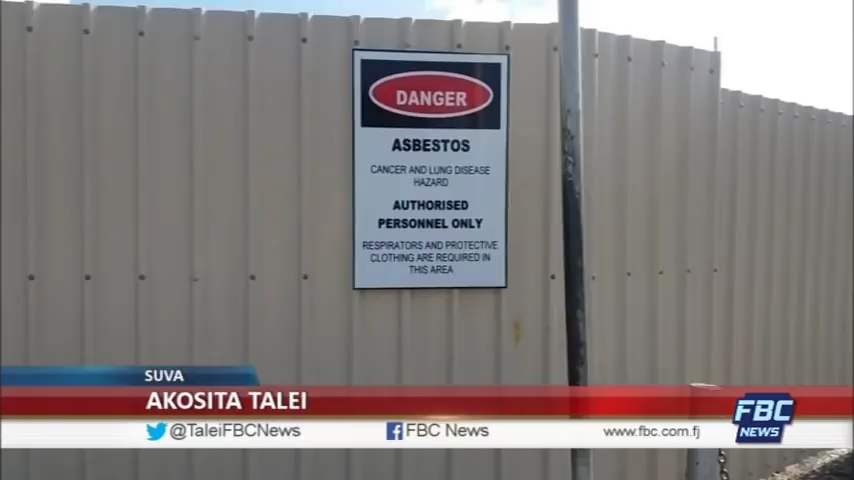 DANGER
ASBESTOS
CANCER AND LUNG DISEASE
HAZARD
AUTHORISED
PERSONNEL ONLY
RESPIRATORS AND PROTECTIVE
CLOTHING ARE REQUIRED IN
THIS AREA
SUVA
AKOSITA TALEI
@TaleiFBCNews
FBC News
www.fbc.com.fj
FBC
NEWS